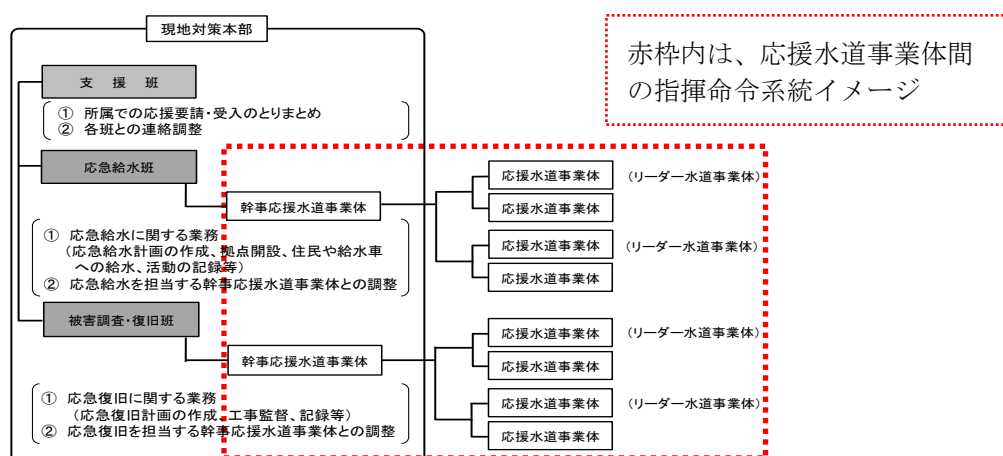 現地対策本部
赤枠内は、応援水道事業体間
の指揮命令系統イメージ
支 援 班
① 所属での応援要請・受入のとりまとめ
② 各班との連絡調整
応急給水班
幹事応援水道事業体
応援水道事業体 (リーダー水道事業体)
応援水道事業体
応援水道事業体 (リーダー水道事業体)
応援水道事業体
① 応急給水に関する業務
(応急給水計画の作成、拠点開設、住民や給水車
への給水、活動の記録等)
② 応急給水を担当する幹事応援水道事業体との調整
被害調査・復旧班
幹事応援水道事業体
応援水道事業体 (リーダー水道事業体)
応援水道事業体
応援水道事業体 (リーダー水道事業体)
応援水道事業体
① 応急復旧に関する業務
(応急復旧計画の作成、工事監督、記録等)
② 応急復旧を担当する幹事応援水道事業体との調整